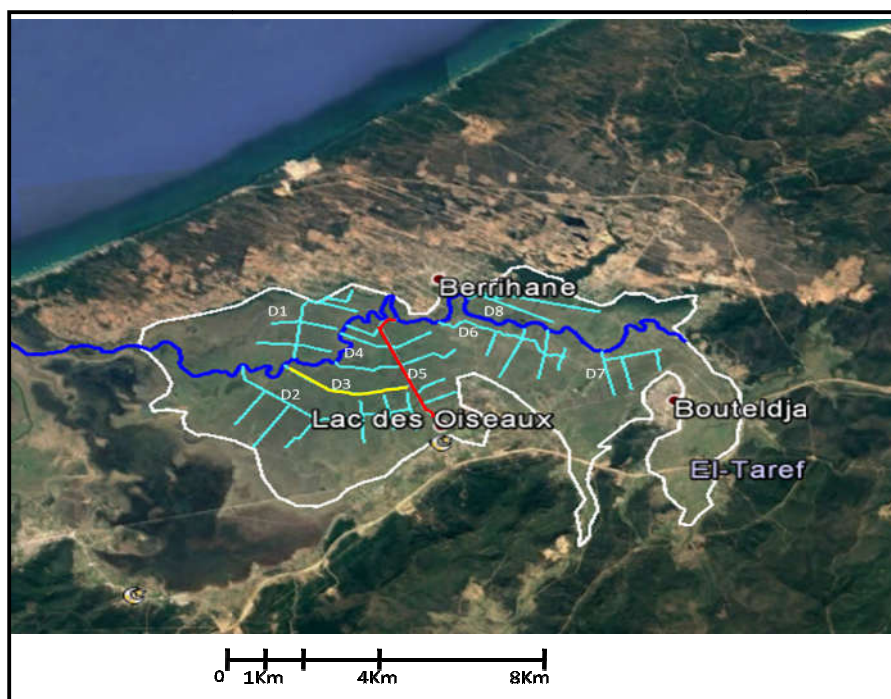 Berrihane
D1
D8
D6
D4
D5
D3
D7
D2
Lac des Oiseaux
Bouteldja
El-Taref
0 1Km 4Km 8Km